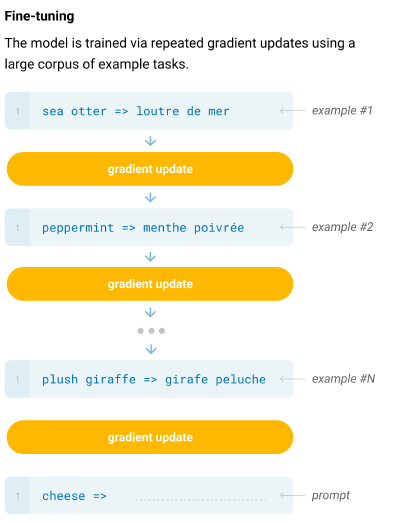 Fine-tuning
The model is trained via repeated gradient updates using a
large corpus of example tasks.
1 sea otter => loutre de mer example #1
gradient update
1 peppermint => menthe poivrée example #2
gradient update
1 plush giraffe => girafe peluche example #N
gradient update
1 cheese => prompt